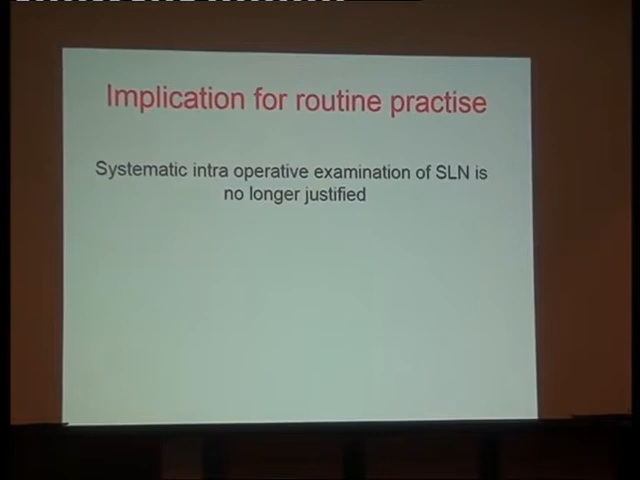 Implication for routine practise
Systematic intra operative examination of SLN is
no longer justified